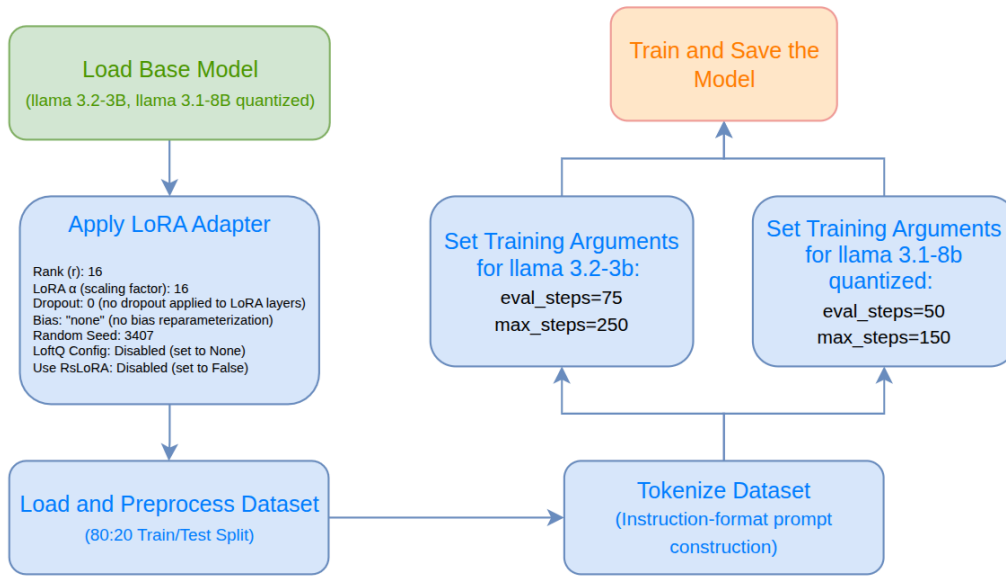 Load Base Model
(llama 3.2-3B, llama 3.1-8B quantized)
Apply LoRA Adapter
Rank (r): 16
LoRA α (scaling factor): 16
Dropout: 0 (no dropout applied to LoRA layers)
Bias: "none" (no bias reparameterization)
Random Seed: 3407
LoftQ Config: Disabled (set to None)
Use RsLoRA: Disabled (set to False)
Load and Preprocess Dataset
(80:20 Train/Test Split)
Tokenize Dataset
(Instruction-format prompt
construction)
Set Training Arguments
for llama 3.2-3b:
eval_steps=75
max_steps=250
Set Training Arguments
for llama 3.1-8b
quantized:
eval_steps=50
max_steps=150
Train and Save the
Model